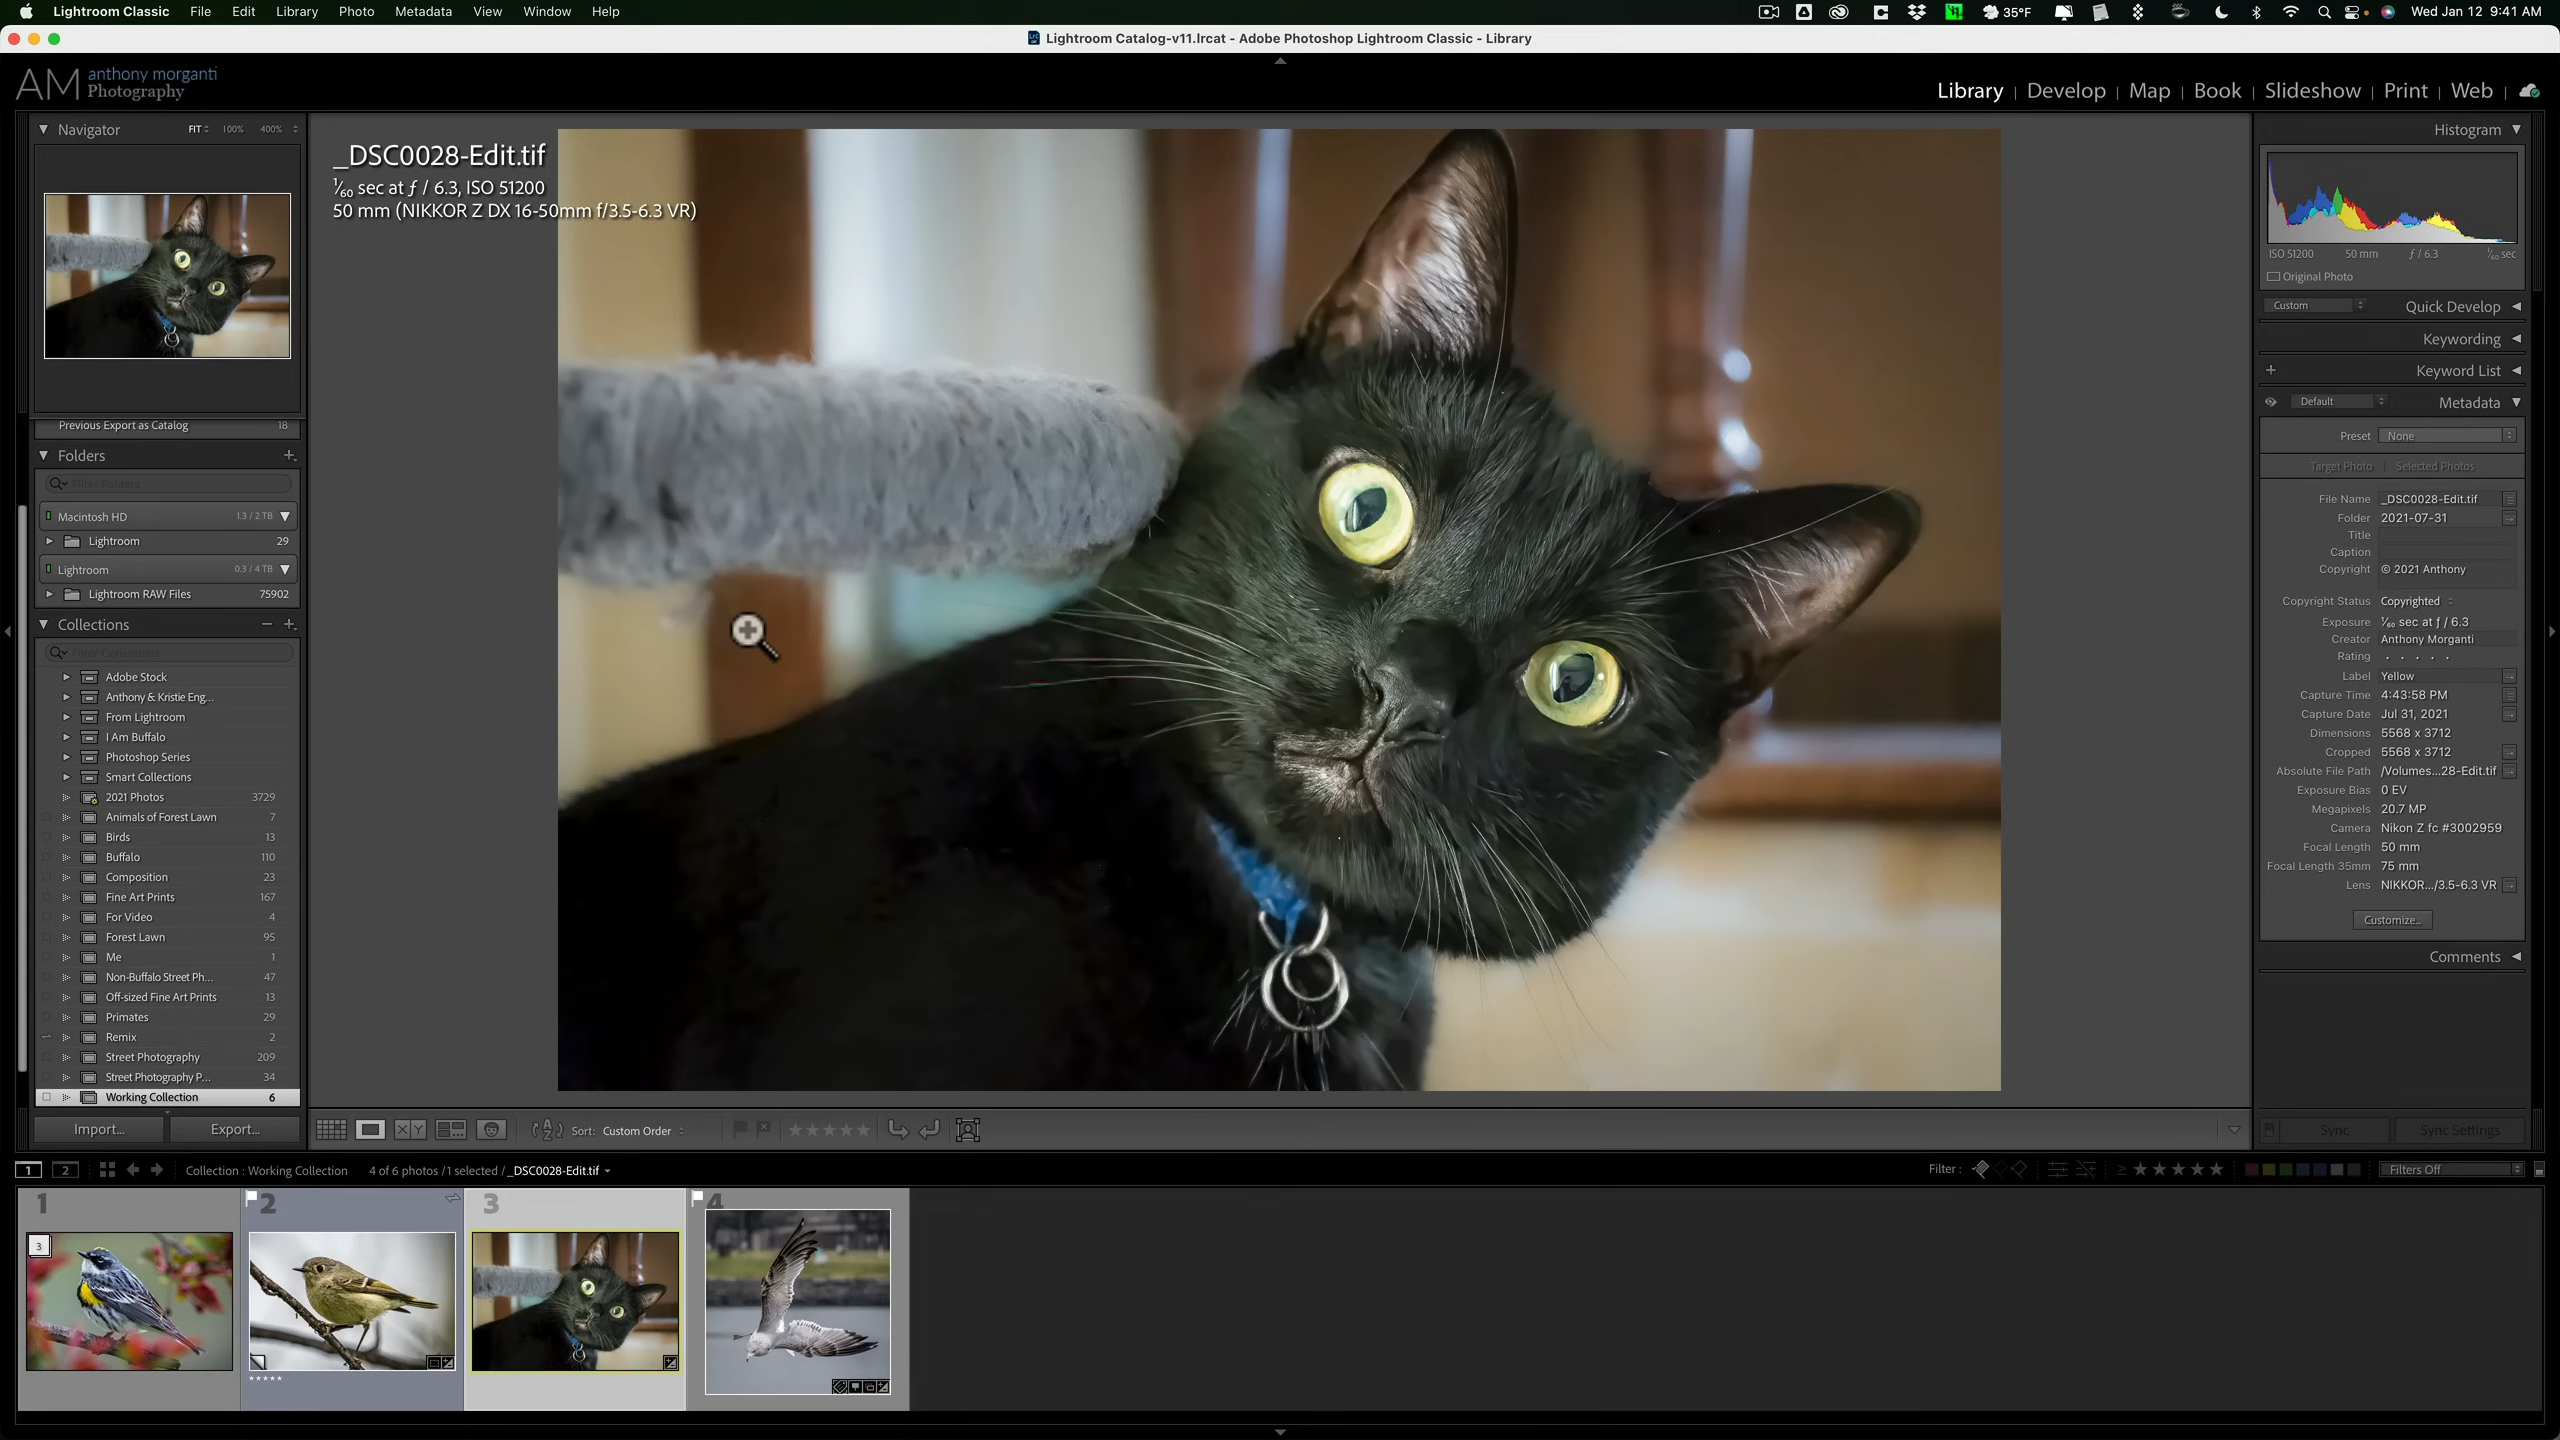 Lightroom Classic File Edit Library Photo Metadata View Window Help 35°F Wed Jan 12 9:41 AM
Lightroom Catalog-v11.lrcat - Adobe Photoshop Lightroom Classic - Library
AM anthony morganti
Photography
Library | Develop | Map | Book | Slideshow | Print | Web
Navigator FIT 100% 400%
Previous Export as Catalog 18
Folders
Filter Folders
Macintosh HD 1.3 / 2 TB
Lightroom 29
Lightroom 0.3 / 4 TB
Lightroom RAW Files 75902
Collections
Filter Collections
Adobe Stock
Anthony & Kristie Eng...
From Lightroom
I Am Buffalo
Photoshop Series
Smart Collections
2021 Photos 3729
Animals of Forest Lawn 7
Birds 13
Buffalo 110
Composition 23
Fine Art Prints 167
For Video 4
Forest Lawn 95
Me 1
Non-Buffalo Street Ph... 47
Off-sized Fine Art Prints 13
Primates 29
Remix 2
Street Photography 209
Street Photography P... 34
Working Collection 6
Import... Export...
_DSC0028-Edit.tif
1/60 sec at ƒ / 6.3, ISO 51200
50 mm (NIKKOR Z DX 16-50mm f/3.5-6.3 VR)
Histogram
ISO 51200 50 mm ƒ / 6.3 1/60 sec
Original Photo
Custom Quick Develop
Keywording
+ Keyword List
Default Metadata
Preset None
Target Photo Selected Photos
File Name _DSC0028-Edit.tif
Folder 2021-07-31
Title
Caption
Copyright © 2021 Anthony
Copyright Status Copyrighted
Exposure 1/60 sec at ƒ / 6.3
Creator Anthony Morganti
Rating . . . . .
Label Yellow
Capture Time 4:43:58 PM
Capture Date Jul 31, 2021
Dimensions 5568 x 3712
Cropped 5568 x 3712
Absolute File Path /Volumes...28-Edit.tif
Exposure Bias 0 EV
Megapixels 20.7 MP
Camera Nikon Z fc #3002959
Focal Length 50 mm
Focal Length 35mm 75 mm
Lens NIKKOR.../3.5-6.3 VR
Customize...
Comments
Sync Sync Settings
XY Sort: Custom Order
1 2 Collection : Working Collection 4 of 6 photos / 1 selected / _DSC0028-Edit.tif Filter : ≥ Filters Off
1 2 3 4
3